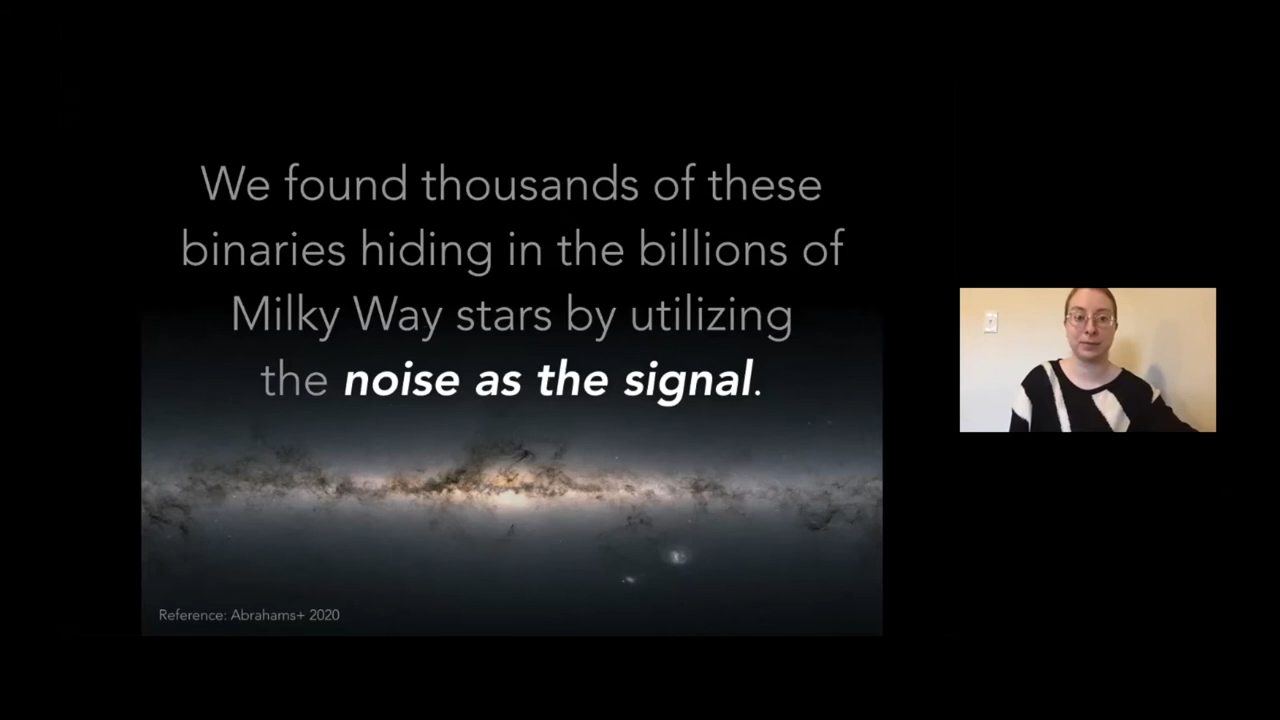 We found thousands of these
binaries hiding in the billions of
Milky Way stars by utilizing
the noise as the signal.
Reference: Abrahams+ 2020